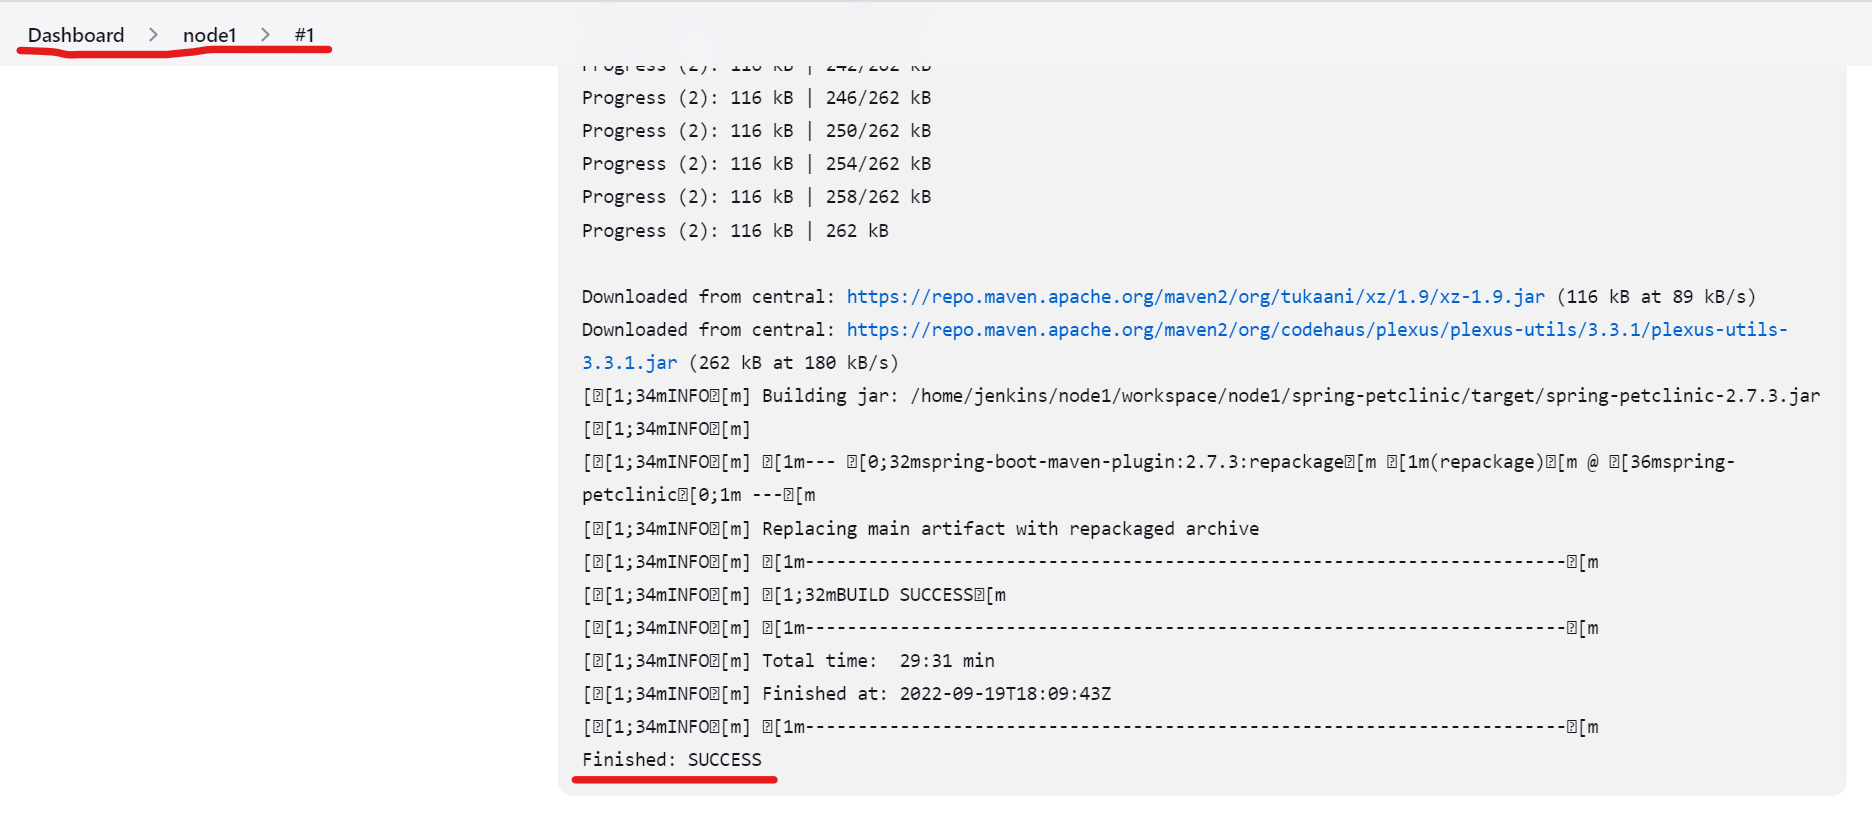 Dashboard > node1 > #1
Progress (2): 116 kB | 242/262 kB
Progress (2): 116 kB | 246/262 kB
Progress (2): 116 kB | 250/262 kB
Progress (2): 116 kB | 254/262 kB
Progress (2): 116 kB | 258/262 kB
Progress (2): 116 kB | 262 kB
Downloaded from central: https://repo.maven.apache.org/maven2/org/tukaani/xz/1.9/xz-1.9.jar (116 kB at 89 kB/s)
Downloaded from central: https://repo.maven.apache.org/maven2/org/codehaus/plexus/plexus-utils/3.3.1/plexus-utils-
3.3.1.jar (262 kB at 180 kB/s)
[�[1;34mINFO�[m] Building jar: /home/jenkins/node1/workspace/node1/spring-petclinic/target/spring-petclinic-2.7.3.jar
[�[1;34mINFO�[m]
[�[1;34mINFO�[m] �[1m--- �[0;32mspring-boot-maven-plugin:2.7.3:repackage�[m �[1m(repackage)�[m @ �[36mspring-
petclinic�[0;1m ---�[m
[�[1;34mINFO�[m] Replacing main artifact with repackaged archive
[�[1;34mINFO�[m] �[1m------------------------------------------------------------------------�[m
[�[1;34mINFO�[m] �[1;32mBUILD SUCCESS�[m
[�[1;34mINFO�[m] �[1m------------------------------------------------------------------------�[m
[�[1;34mINFO�[m] Total time:  29:31 min
[�[1;34mINFO�[m] Finished at: 2022-09-19T18:09:43Z
[�[1;34mINFO�[m] �[1m------------------------------------------------------------------------�[m
Finished: SUCCESS